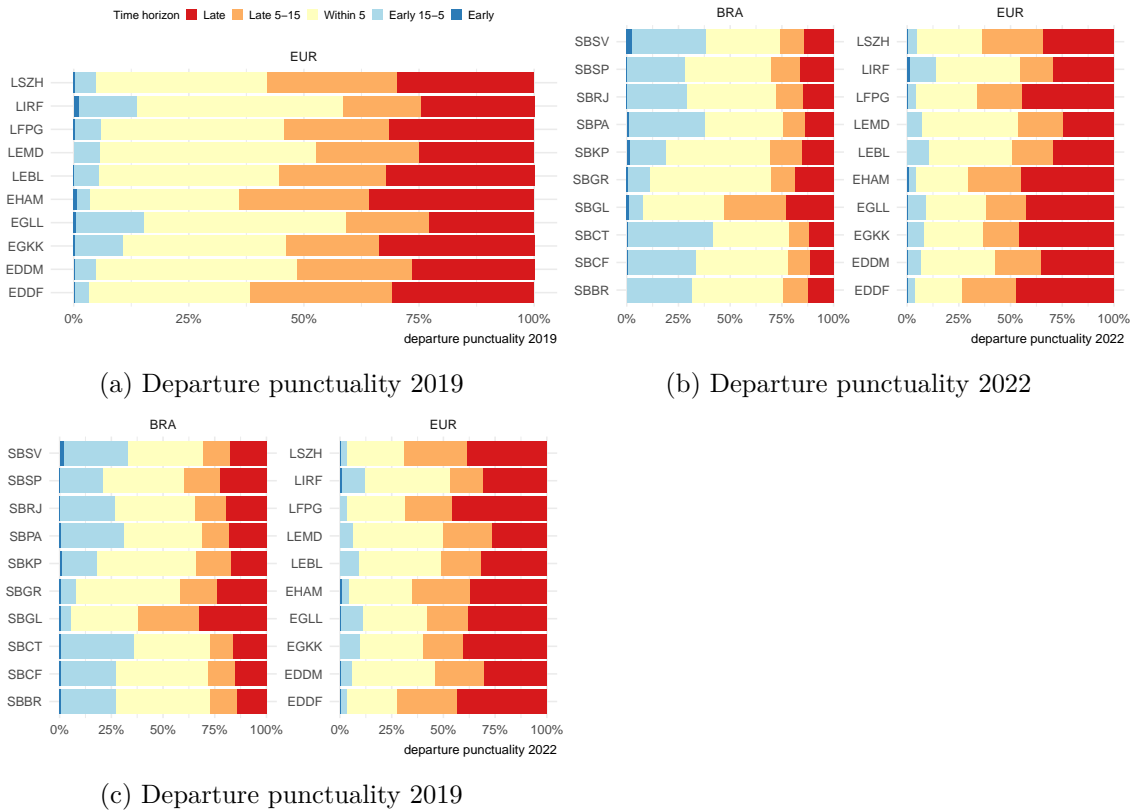 Time horizon Late Late 5–15 Within 5 Early 15–5 Early
EUR
LSZH
LIRF
LFPG
LEMD
LEBL
EHAM
EGLL
EGKK
EDDM
EDDF
0% 25% 50% 75% 100%
departure punctuality 2019
(a) Departure punctuality 2019
BRA EUR
SBSV LSZH
SBSP LIRF
SBRJ LFPG
SBPA LEMD
SBKP LEBL
SBGR EHAM
SBGL EGLL
SBCT EGKK
SBCF EDDM
SBBR EDDF
0% 25% 50% 75% 100% 0% 25% 50% 75% 100%
departure punctuality 2022
(b) Departure punctuality 2022
BRA EUR
SBSV LSZH
SBSP LIRF
SBRJ LFPG
SBPA LEMD
SBKP LEBL
SBGR EHAM
SBGL EGLL
SBCT EGKK
SBCF EDDM
SBBR EDDF
0% 25% 50% 75% 100% 0% 25% 50% 75% 100%
departure punctuality 2022
(c) Departure punctuality 2019